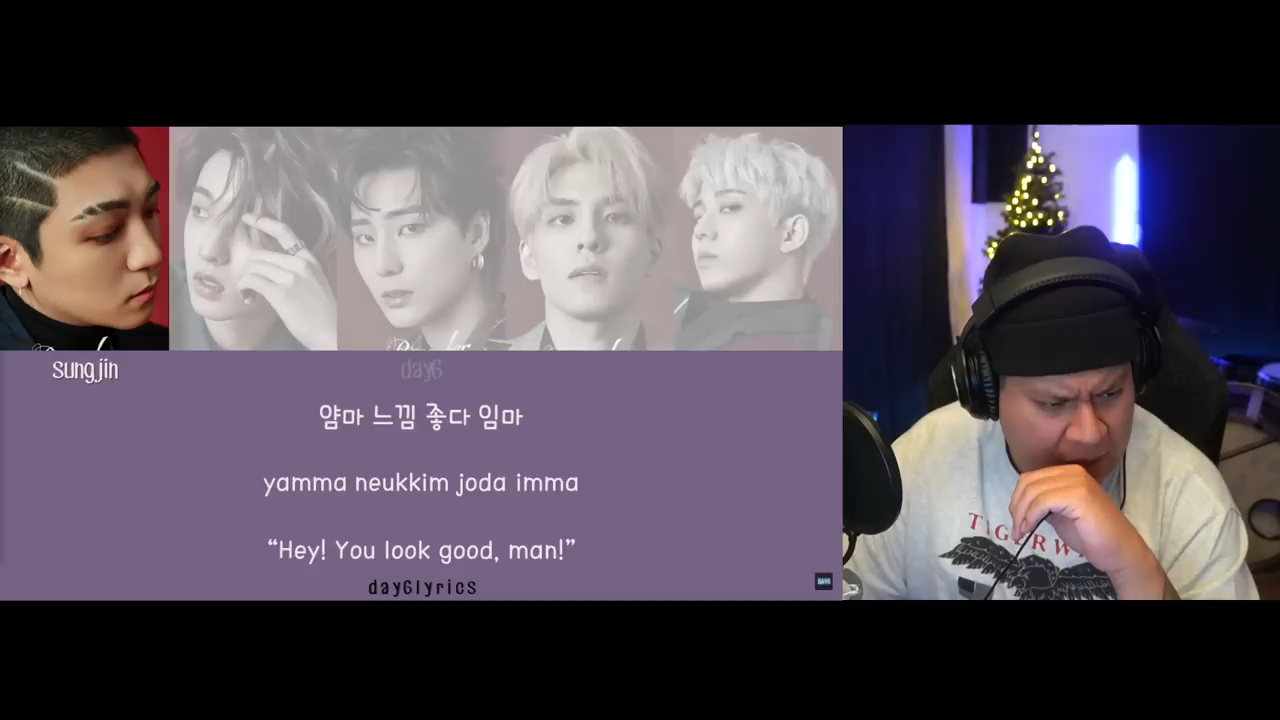 sungjin
day6
얌마 느낌 좋다 임마
yamma neukkim joda imma
“Hey! You look good, man!”
day6lyrics
DAY6